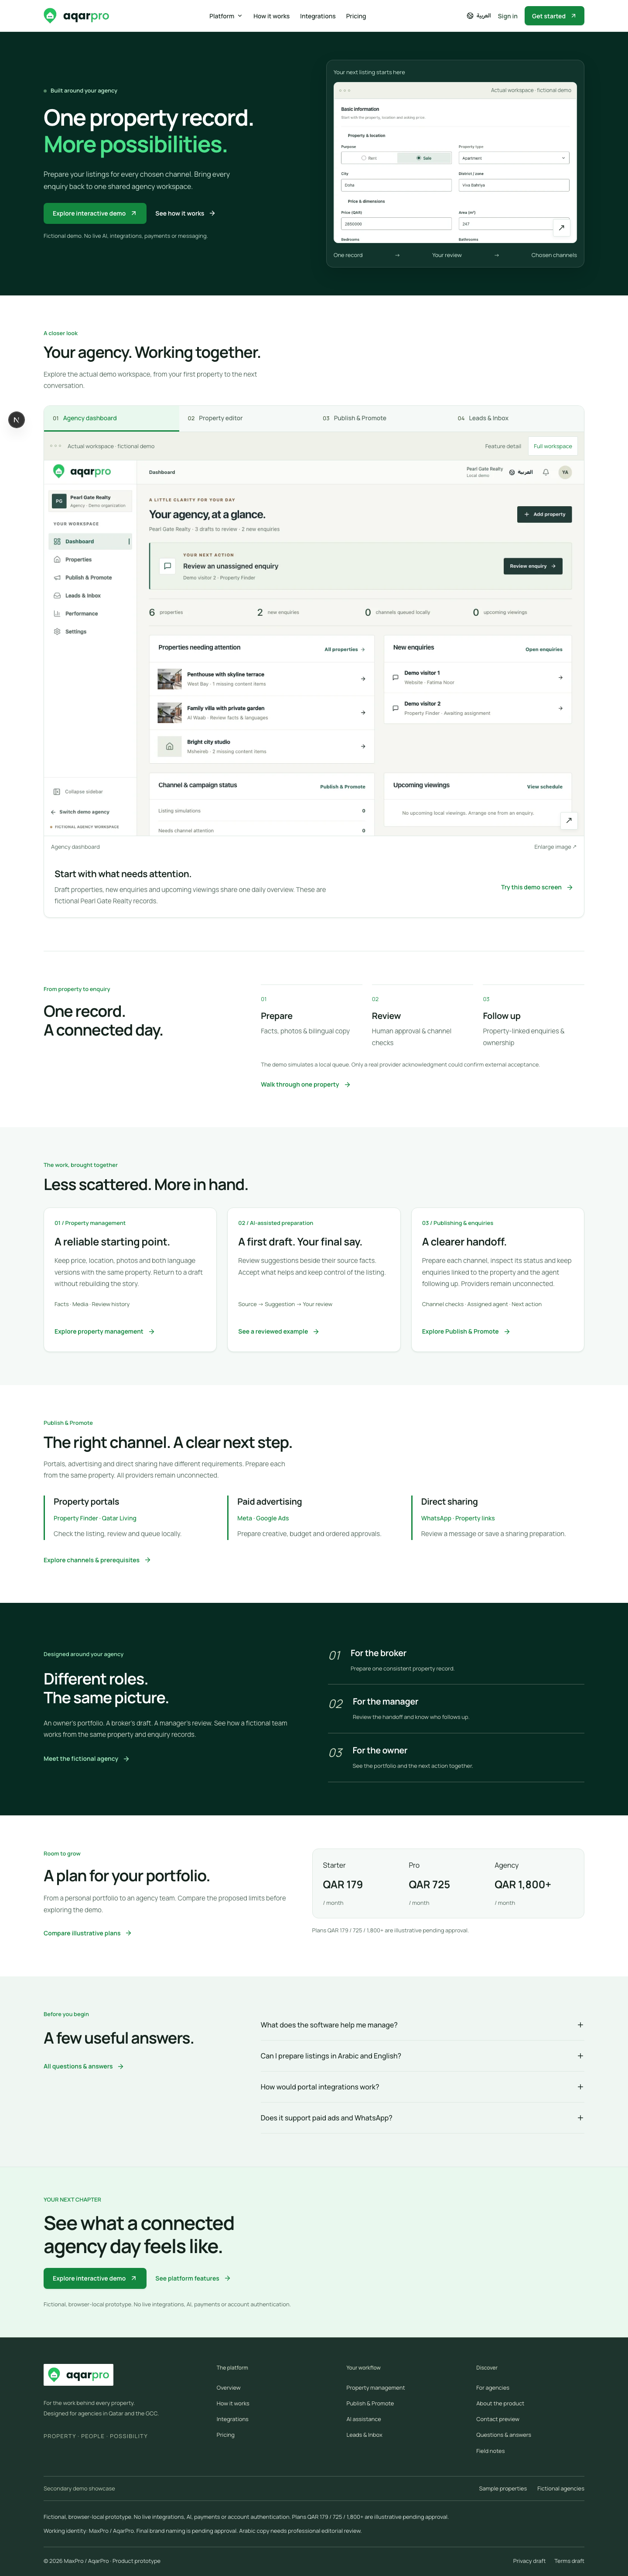 aqarpro
Platform
How it works
Integrations
Pricing
العربية
Sign in
Get started
Built around your agency
One property record.
More possibilities.
Prepare your listings for every chosen channel. Bring every
enquiry back to one shared agency workspace.
Explore interactive demo
See how it works
Fictional demo. No live AI, integrations, payments or messaging.
Your next listing starts here
Actual workspace · fictional demo
Basic information
Start with the property, location and asking price.
Property & location
Purpose
Property type
Rent
Sale
Apartment
City
District / zone
Doha
Viva Bahriya
Price & dimensions
Price (QAR)
Area (m²)
2850000
247
Bedrooms
Bathrooms
One record
Your review
Chosen channels
A closer look
Your agency. Working together.
Explore the actual demo workspace, from your first property to the next
conversation.
01 Agency dashboard
02 Property editor
03 Publish & Promote
04 Leads & Inbox
Actual workspace · fictional demo
Feature detail
Full workspace
aqarpro
Dashboard
Pearl Gate Realty
Local demo
العربية
YA
PG
Pearl Gate Realty
Agency · Demo organization
YOUR WORKSPACE
Dashboard
Properties
Publish & Promote
Leads & Inbox
Performance
Settings
Collapse sidebar
Switch demo agency
FICTIONAL AGENCY WORKSPACE
A LITTLE CLARITY FOR YOUR DAY
Your agency, at a glance.
Pearl Gate Realty · 3 drafts to review · 2 new enquiries
Add property
YOUR NEXT ACTION
Review an unassigned enquiry
Demo visitor 2 · Property Finder
Review enquiry
6 properties
2 new enquiries
0 channels queued locally
0 upcoming viewings
Properties needing attention
All properties
Penthouse with skyline terrace
West Bay · 1 missing content items
Family villa with private garden
Al Waab · Review facts & languages
Bright city studio
Msheireb · 2 missing content items
New enquiries
Open enquiries
Demo visitor 1
Website · Fatima Noor
Demo visitor 2
Property Finder · Awaiting assignment
Channel & campaign status
Publish & Promote
Listing simulations
0
Needs channel attention
0
Upcoming viewings
View schedule
No upcoming local viewings. Arrange one from an enquiry.
Agency dashboard
Enlarge image
Start with what needs attention.
Draft properties, new enquiries and upcoming viewings share one daily overview. These are
fictional Pearl Gate Realty records.
Try this demo screen
From property to enquiry
One record.
A connected day.
01
Prepare
Facts, photos & bilingual copy
02
Review
Human approval & channel
checks
03
Follow up
Property-linked enquiries &
ownership
The demo simulates a local queue. Only a real provider acknowledgment could confirm external acceptance.
Walk through one property
The work, brought together
Less scattered. More in hand.
01 / Property management
A reliable starting point.
Keep price, location, photos and both language
versions with the same property. Return to a draft
without rebuilding the story.
Facts · Media · Review history
Explore property management
02 / AI-assisted preparation
A first draft. Your final say.
Review suggestions beside their source facts.
Accept what helps and keep control of the listing.
Source → Suggestion → Your review
See a reviewed example
03 / Publishing & enquiries
A clearer handoff.
Prepare each channel, inspect its status and keep
enquiries linked to the property and the agent
following up. Providers remain unconnected.
Channel checks · Assigned agent · Next action
Explore Publish & Promote
Publish & Promote
The right channel. A clear next step.
Portals, advertising and direct sharing have different requirements. Prepare each
from the same property. All providers remain unconnected.
Property portals
Property Finder · Qatar Living
Check the listing, review and queue locally.
Paid advertising
Meta · Google Ads
Prepare creative, budget and ordered approvals.
Direct sharing
WhatsApp · Property links
Review a message or save a sharing preparation.
Explore channels & prerequisites
Designed around your agency
Different roles.
The same picture.
An owner's portfolio. A broker's draft. A manager's review. See how a fictional team
works from the same property and enquiry records.
Meet the fictional agency
01
For the broker
Prepare one consistent property record.
02
For the manager
Review the handoff and know who follows up.
03
For the owner
See the portfolio and the next action together.
Room to grow
A plan for your portfolio.
From a personal portfolio to an agency team. Compare the proposed limits before
exploring the demo.
Compare illustrative plans
Starter
QAR 179
/ month
Pro
QAR 725
/ month
Agency
QAR 1,800+
/ month
Plans QAR 179 / 725 / 1,800+ are illustrative pending approval.
Before you begin
A few useful answers.
All questions & answers
What does the software help me manage?
Can I prepare listings in Arabic and English?
How would portal integrations work?
Does it support paid ads and WhatsApp?
YOUR NEXT CHAPTER
See what a connected
agency day feels like.
Explore interactive demo
See platform features
Fictional, browser-local prototype. No live integrations, AI, payments or account authentication.
aqarpro
For the work behind every property.
Designed for agencies in Qatar and the GCC.
PROPERTY · PEOPLE · POSSIBILITY
The platform
Overview
How it works
Integrations
Pricing
Your workflow
Property management
Publish & Promote
AI assistance
Leads & Inbox
Discover
For agencies
About the product
Contact preview
Questions & answers
Field notes
Secondary demo showcase
Sample properties
Fictional agencies
Fictional, browser-local prototype. No live integrations, AI, payments or account authentication. Plans QAR 179 / 725 / 1,800+ are illustrative pending approval.
Working identity: MaxPro / AqarPro. Final brand naming is pending approval. Arabic copy needs professional editorial review.
© 2026 MaxPro / AqarPro · Product prototype
Privacy draft
Terms draft